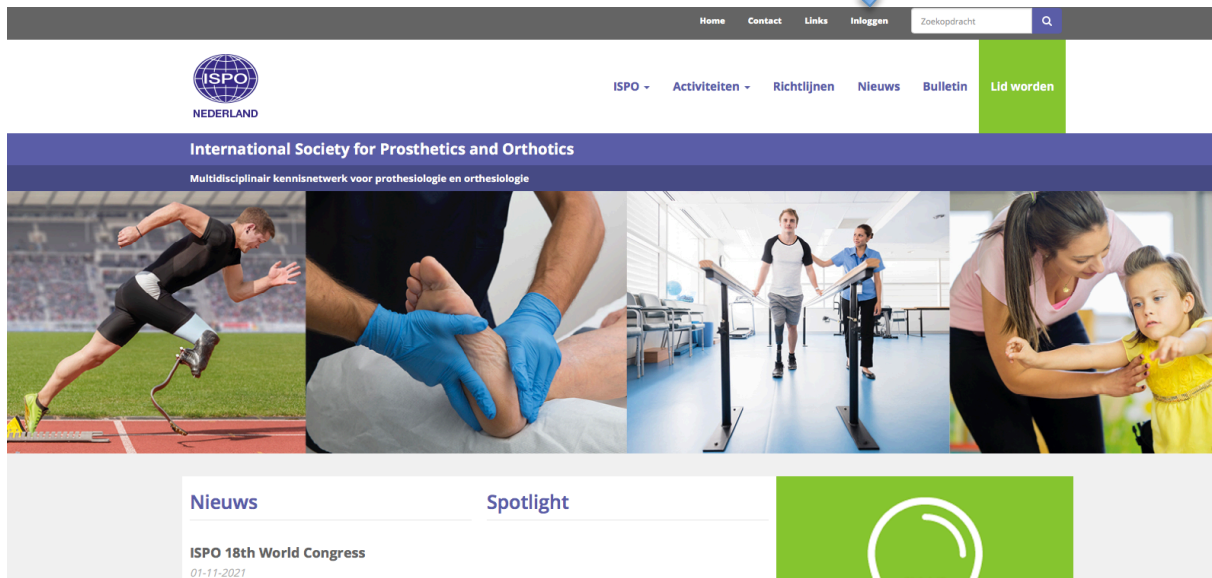 Home Contact Links Inloggen Zoekopdracht
ISPO
NEDERLAND
ISPO Activiteiten Richtlijnen Nieuws Bulletin Lid worden
International Society for Prosthetics and Orthotics
Multidisciplinair kennisnetwerk voor prothesiologie en orthesiologie
Nieuws
Spotlight
ISPO 18th World Congress
01-11-2021